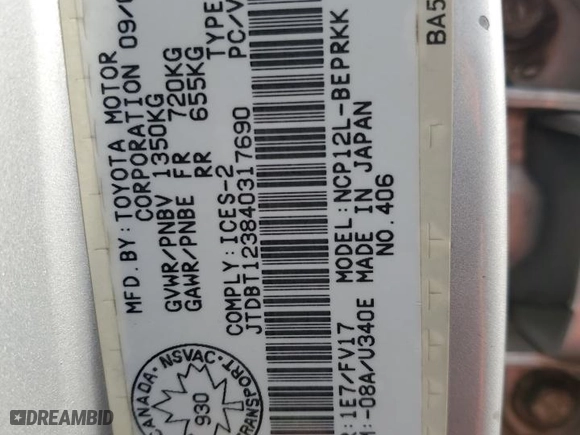 MFD. BY: TOYOTA MOTOR
CORPORATION 09/
GVWR/PNBV 1350KG
GAWR/PNBE FR 720KG
RR 655KG
COMPLY: ICES-2 TYPE
JTDBT123840317690 PC/V
:1E7/FV17 MODEL: NCP12L-BEPRKK
:-08A/U340E MADE IN JAPAN
NO. 406
BA5
CANADA
NSVAC
930
TRANSPORT
DREAMBID